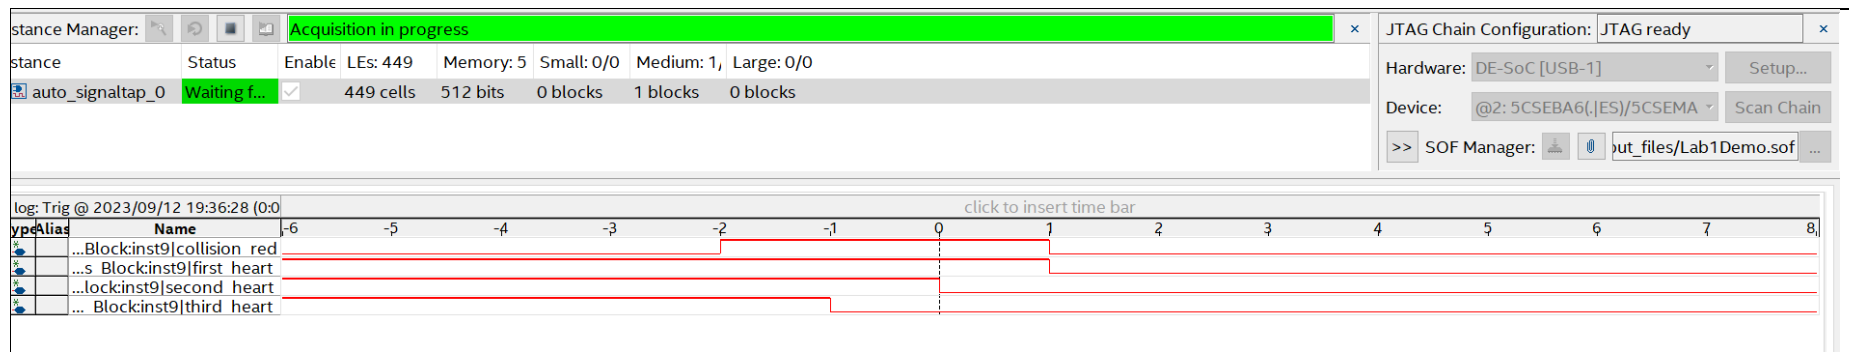 stance Manager: Acquisition in progress × JTAG Chain Configuration: JTAG ready ×
stance Status Enable LEs: 449 Memory: 5 Small: 0/0 Medium: 1/ Large: 0/0
Hardware: DE-SoC [USB-1] Setup...
auto_signaltap_0 Waiting f... 449 cells 512 bits 0 blocks 1 blocks 0 blocks
Device: @2: 5CSEBA6(.|ES)/5CSEMA Scan Chain
>> SOF Manager: out_files/Lab1Demo.sof ...
log: Trig @ 2023/09/12 19:36:28 (0:0 click to insert time bar
ype Alias Name -6 -5 -4 -3 -2 -1 0 1 2 3 4 5 6 7 8
...Block:inst9|collision_red
...s_Block:inst9|first_heart
...lock:inst9|second_heart
..._Block:inst9|third_heart